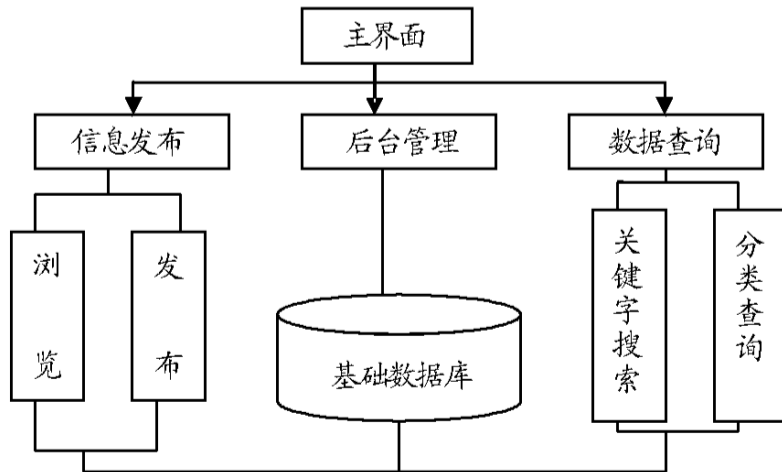 主界面
信息发布
后台管理
数据查询
浏览
发布
关键字搜索
分类查询
基础数据库